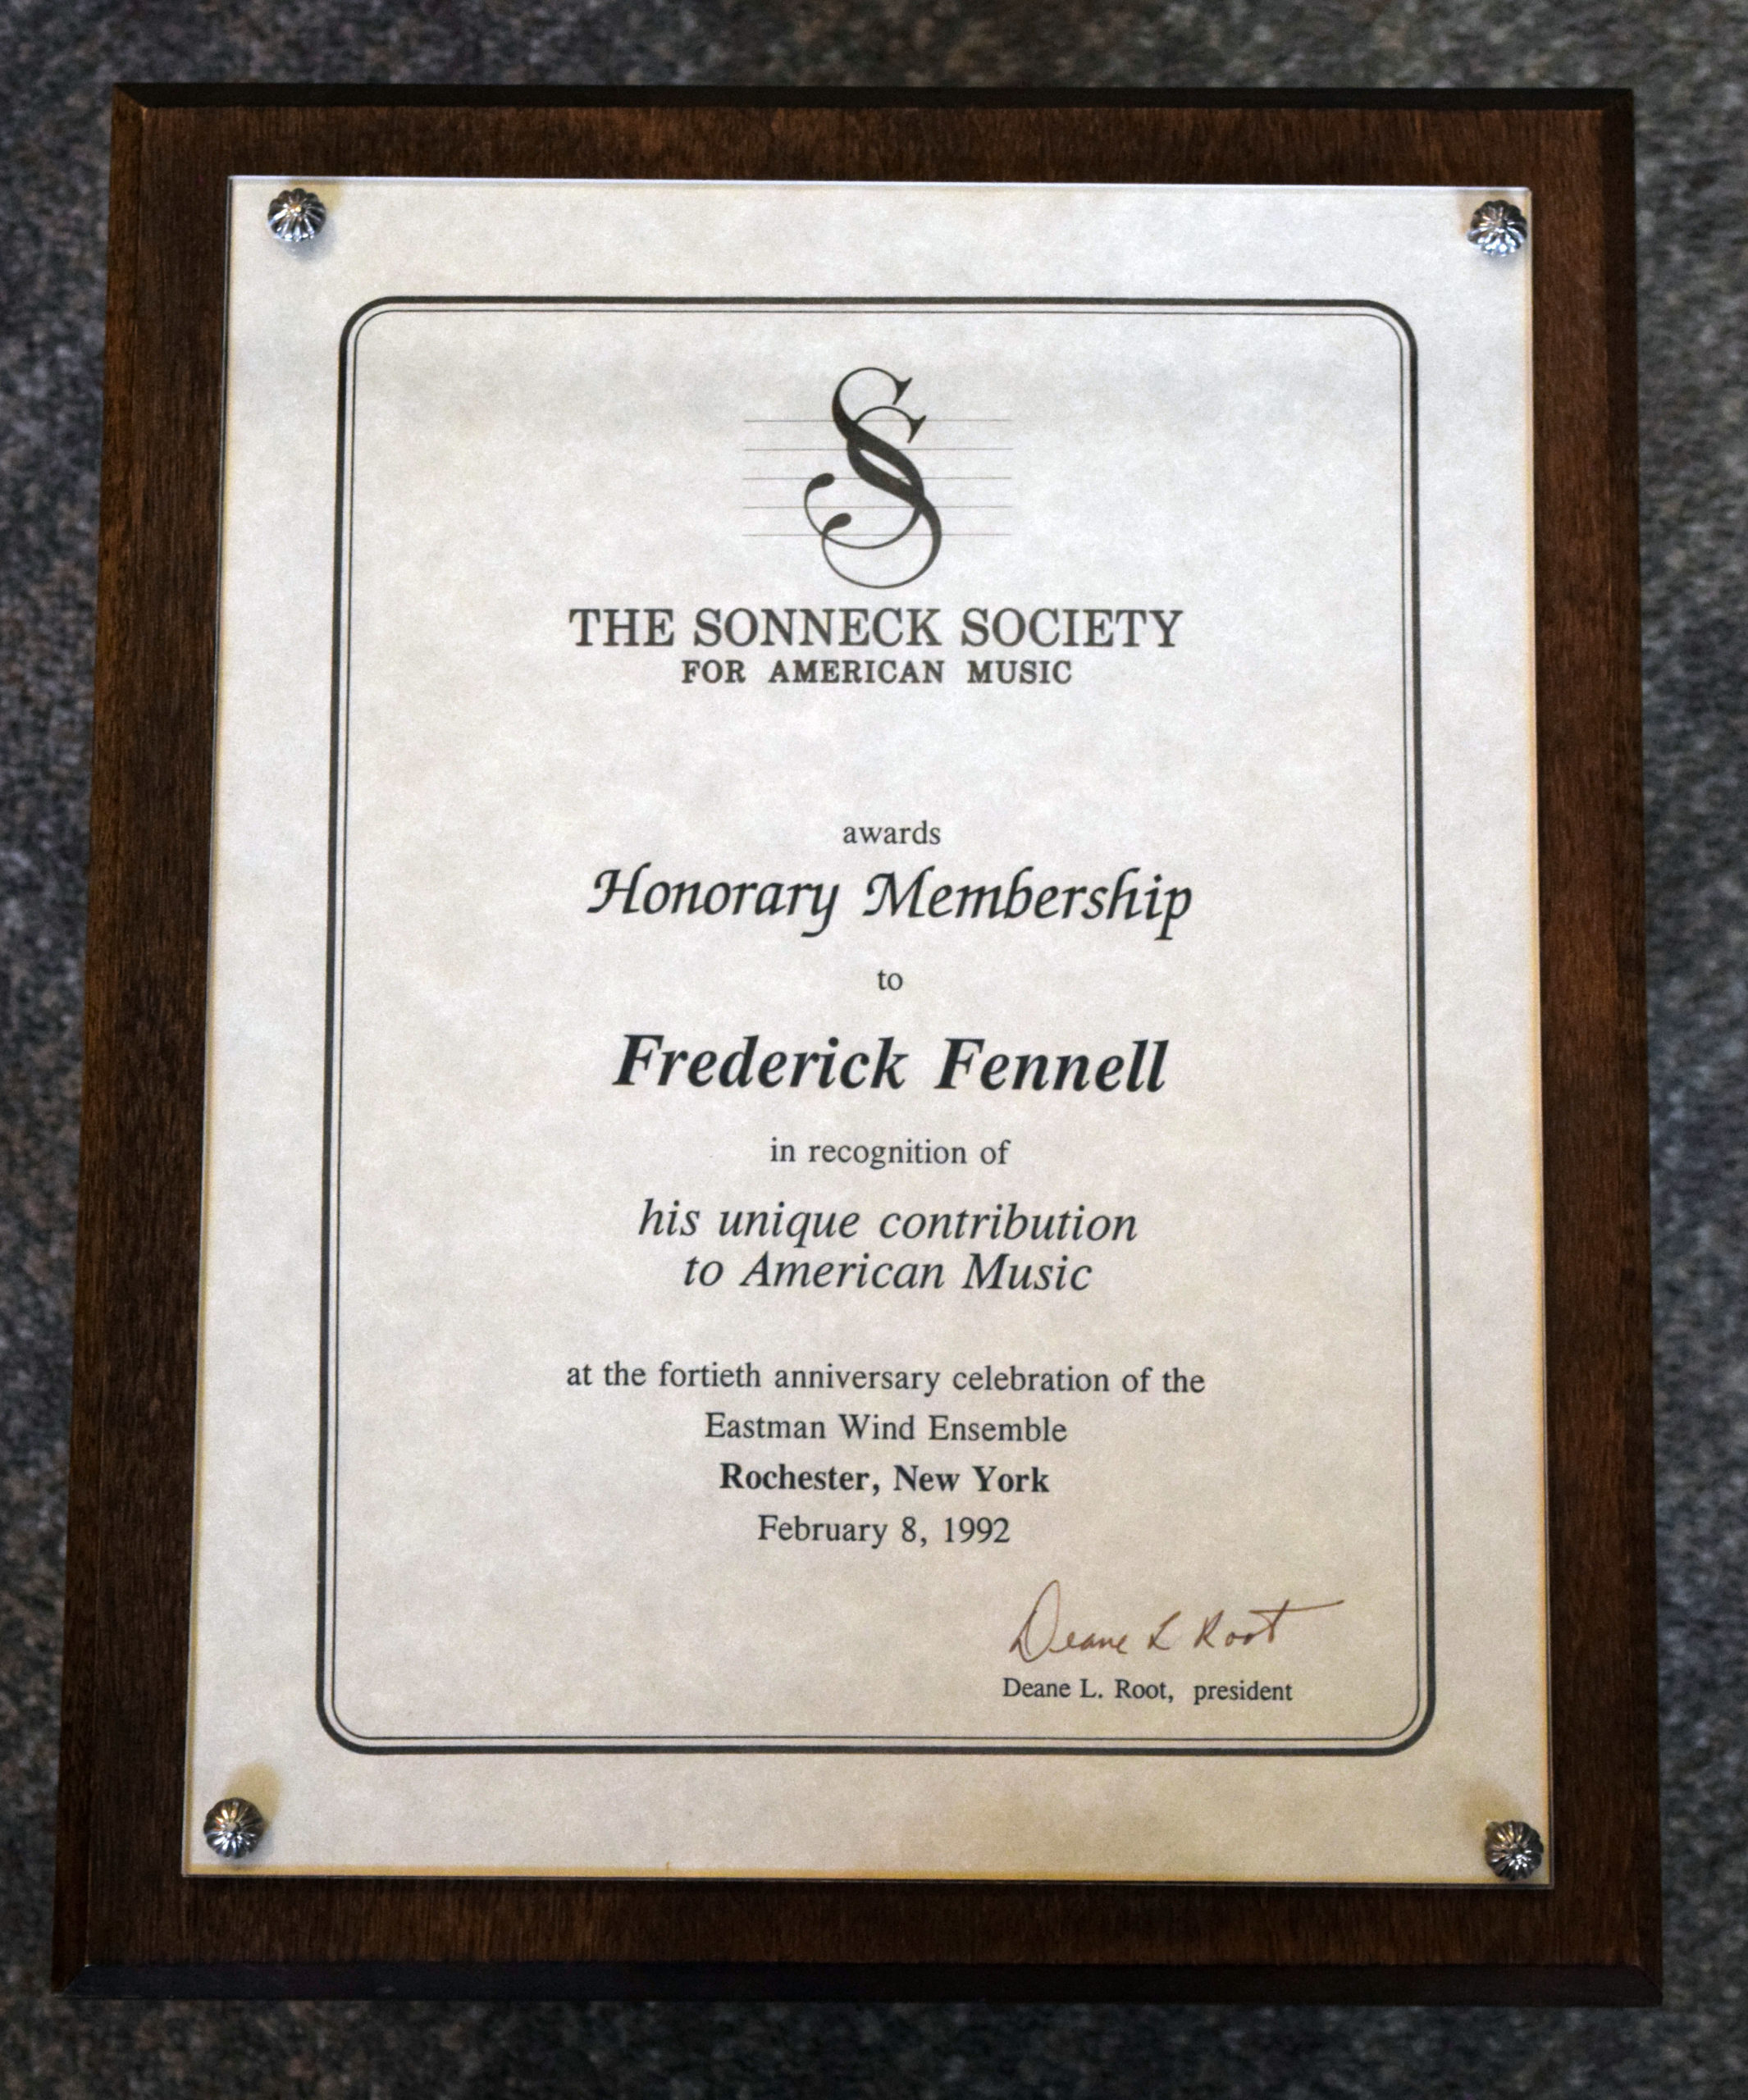 SS
THE SONNECK SOCIETY
FOR AMERICAN MUSIC
awards
Honorary Membership
to
Frederick Fennell
in recognition of
his unique contribution
to American Music
at the fortieth anniversary celebration of the
Eastman Wind Ensemble
Rochester, New York
February 8, 1992
Deane L Root
Deane L. Root, president